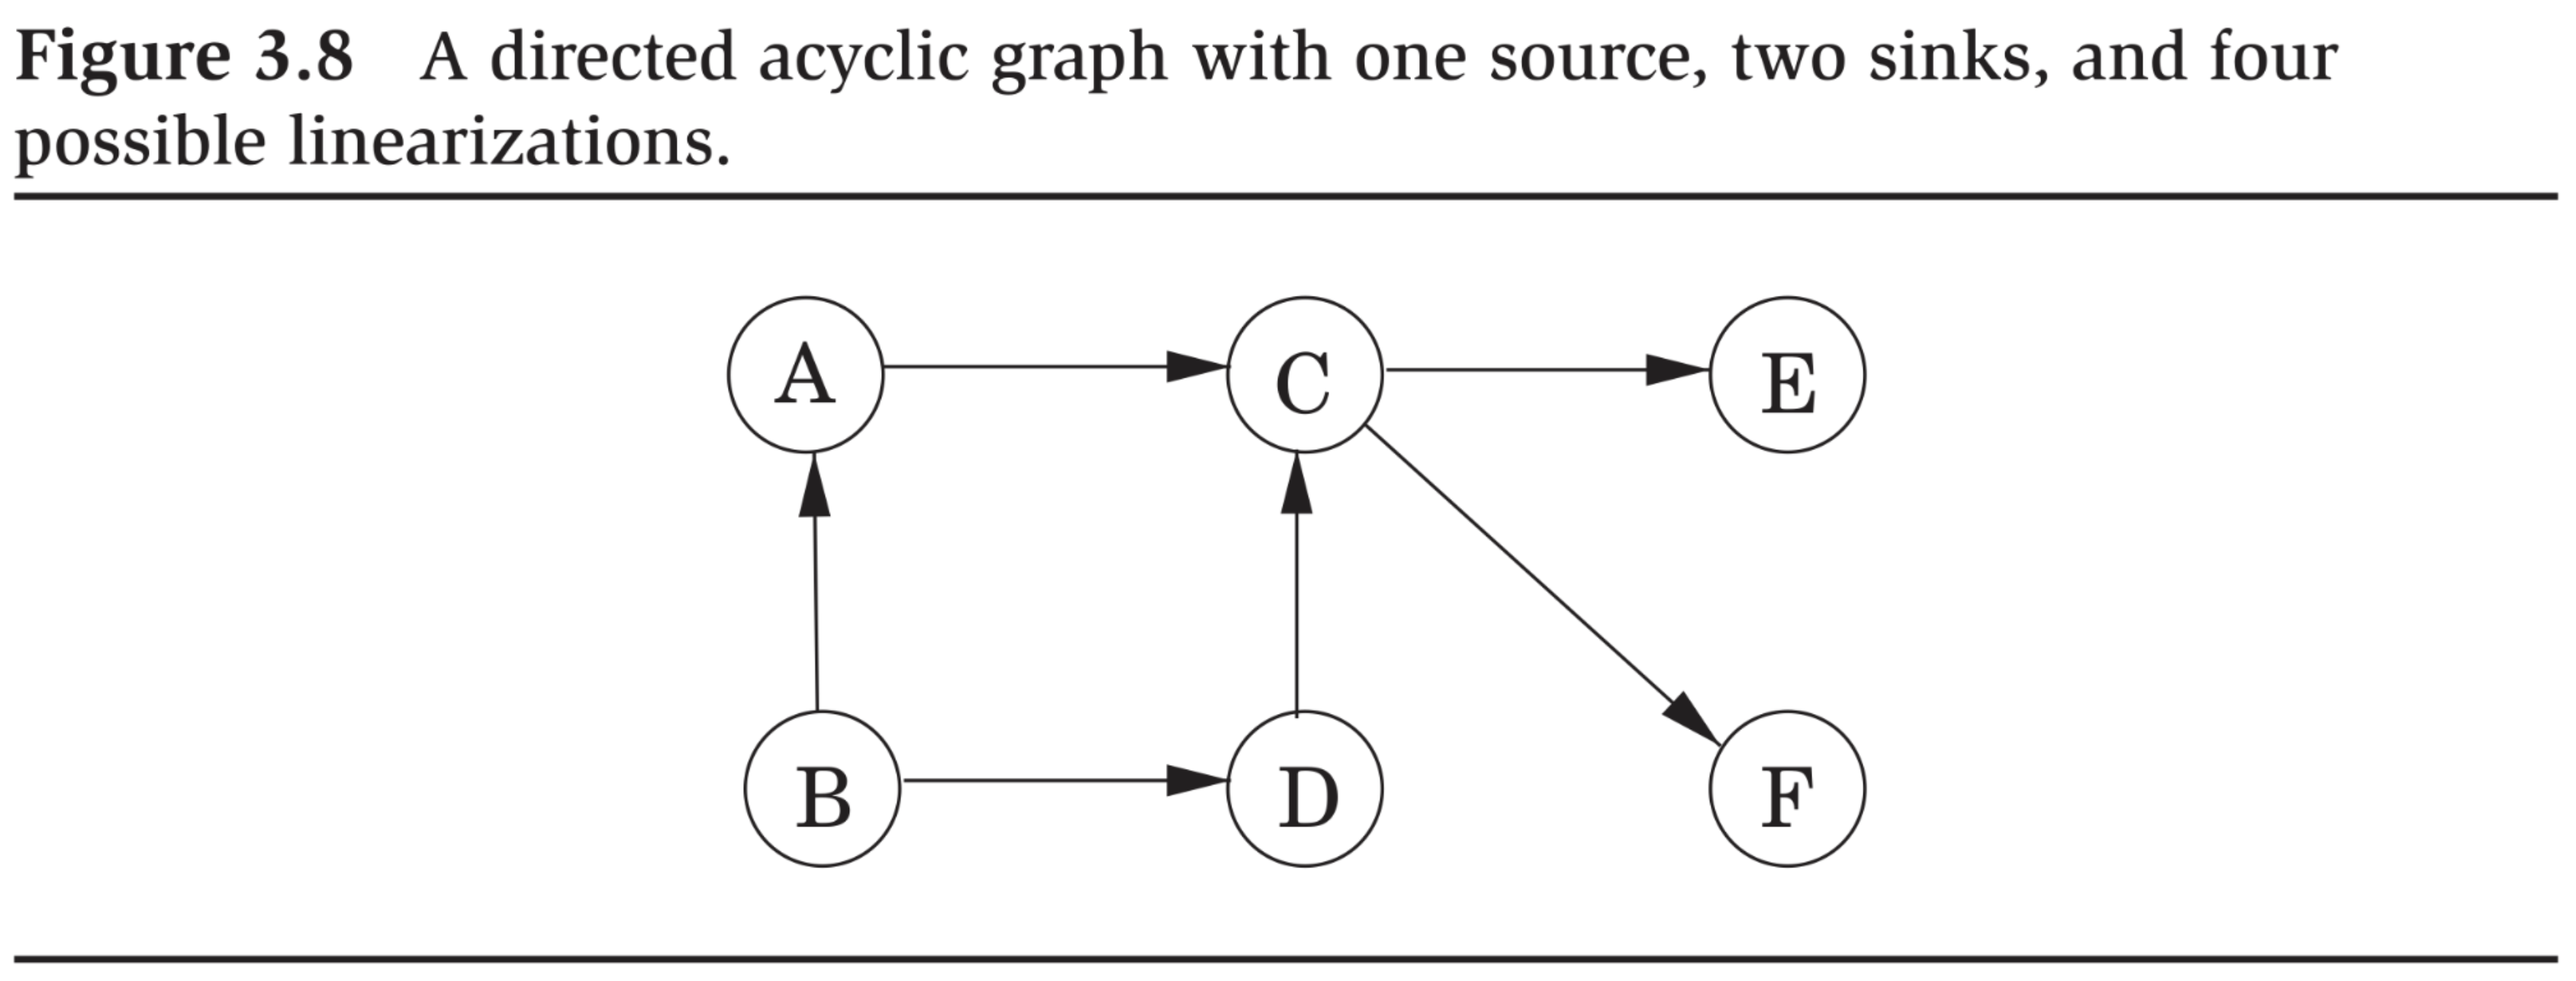 Figure 3.8 A directed acyclic graph with one source, two sinks, and four
possible linearizations.
A
C
E
B
D
F